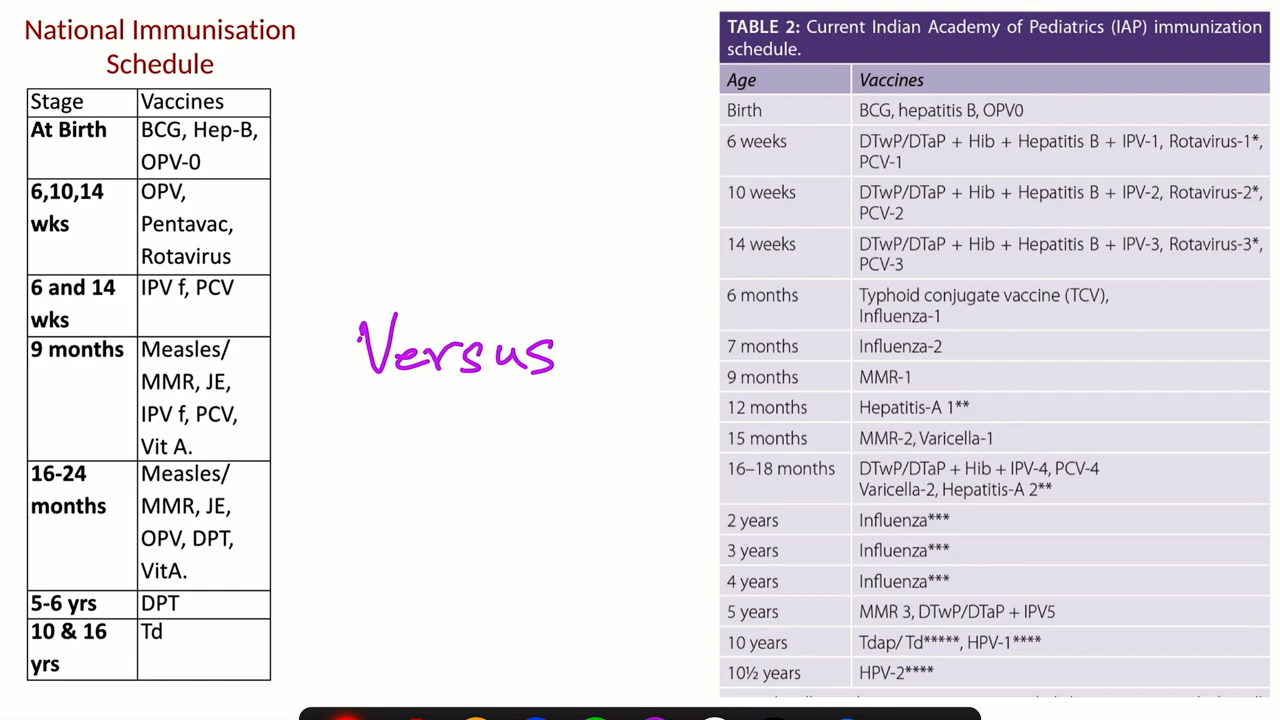 National Immunisation
Schedule
Stage Vaccines
At Birth BCG, Hep-B,
OPV-0
6,10,14 OPV,
wks Pentavac,
Rotavirus
6 and 14 IPV f, PCV
wks
9 months Measles/
MMR, JE,
IPV f, PCV,
Vit A.
16-24 Measles/
months MMR, JE,
OPV, DPT,
VitA.
5-6 yrs DPT
10 & 16 Td
yrs
Versus
TABLE 2: Current Indian Academy of Pediatrics (IAP) immunization
schedule.
Age Vaccines
Birth BCG, hepatitis B, OPV0
6 weeks DTwP/DTaP + Hib + Hepatitis B + IPV-1, Rotavirus-1*,
PCV-1
10 weeks DTwP/DTaP + Hib + Hepatitis B + IPV-2, Rotavirus-2*,
PCV-2
14 weeks DTwP/DTaP + Hib + Hepatitis B + IPV-3, Rotavirus-3*,
PCV-3
6 months Typhoid conjugate vaccine (TCV),
Influenza-1
7 months Influenza-2
9 months MMR-1
12 months Hepatitis-A 1**
15 months MMR-2, Varicella-1
16–18 months DTwP/DTaP + Hib + IPV-4, PCV-4
Varicella-2, Hepatitis-A 2**
2 years Influenza***
3 years Influenza***
4 years Influenza***
5 years MMR 3, DTwP/DTaP + IPV5
10 years Tdap/ Td*****, HPV-1****
10½ years HPV-2****